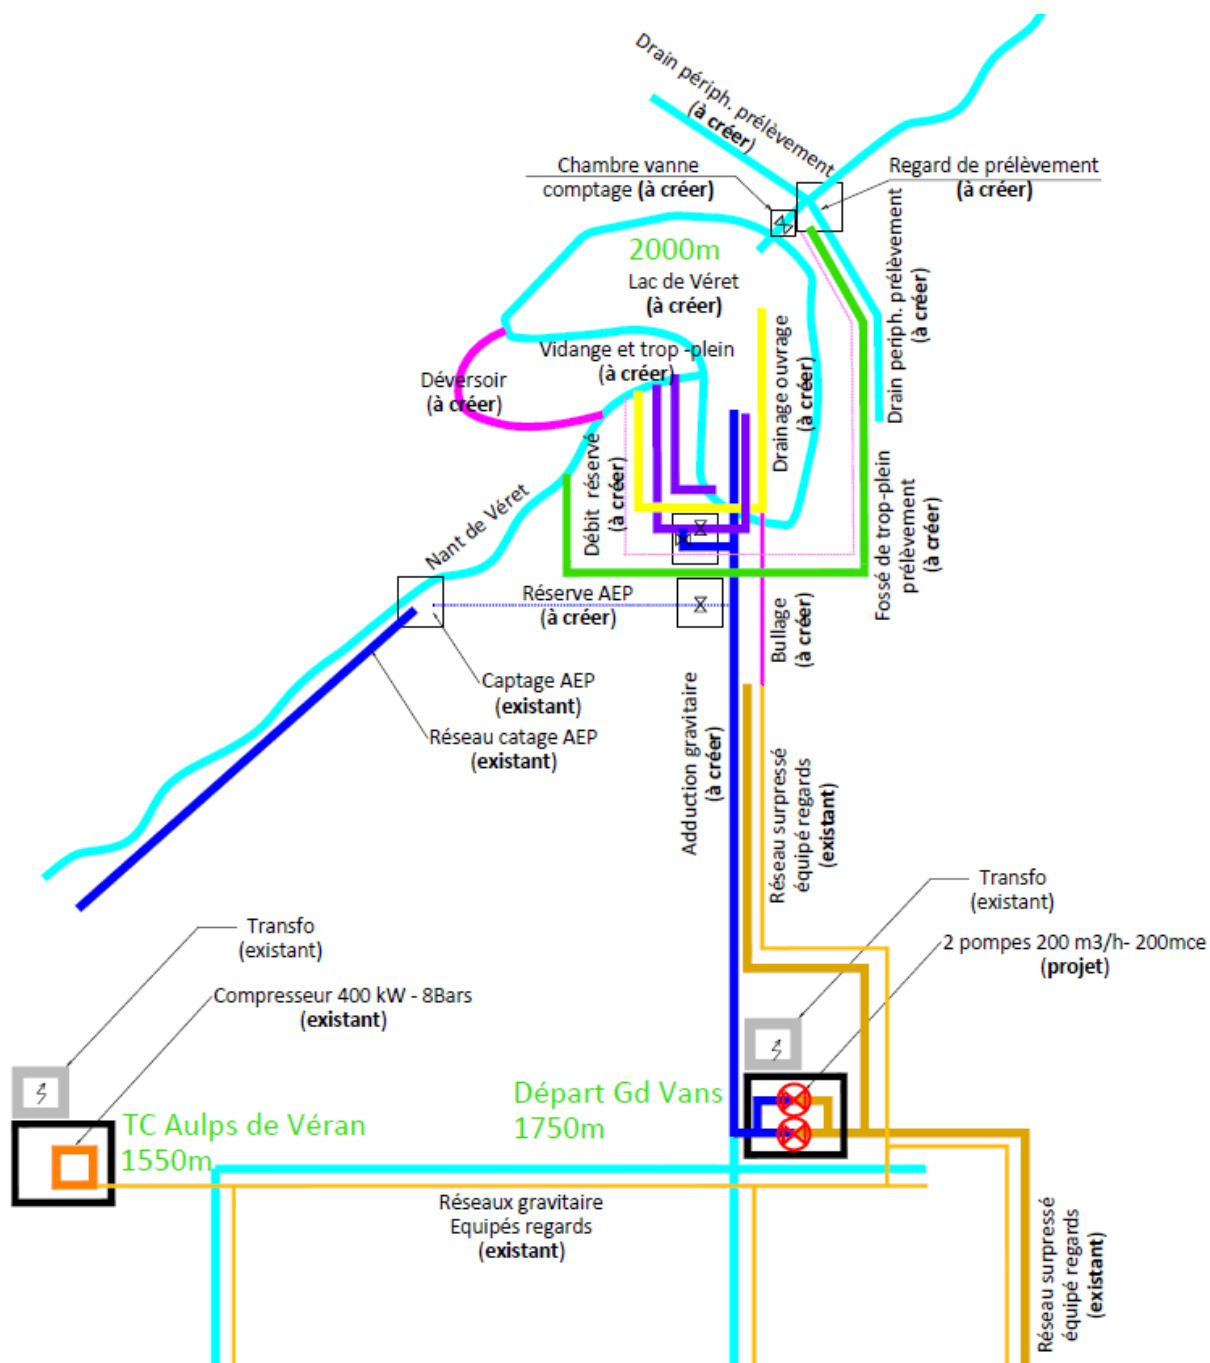 Drain périph. prélèvement
(à créer)
Chambre vanne
comptage (à créer)
Regard de prélèvement
(à créer)
Drain periph. prélèvement
(à créer)
2000m
Lac de Véret
(à créer)
Vidange et trop -plein
(à créer)
Déversoir
(à créer)
Drainage ouvrage
(à créer)
Débit réservé
(à créer)
Nant de Véret
Fossé de trop-plein
prélèvement
(à créer)
Réserve AEP
(à créer)
Bullage
(à créer)
Captage AEP
(existant)
Réseau catage AEP
(existant)
Adduction gravitaire
(à créer)
Réseau surpressé
équipé regards
(existant)
Transfo
(existant)
2 pompes 200 m3/h- 200mce
(projet)
Transfo
(existant)
Compresseur 400 kW - 8Bars
(existant)
Départ Gd Vans
1750m
TC Aulps de Véran
1550m
Réseaux gravitaire
Equipés regards
(existant)
Réseau surpressé
équipé regards
(existant)